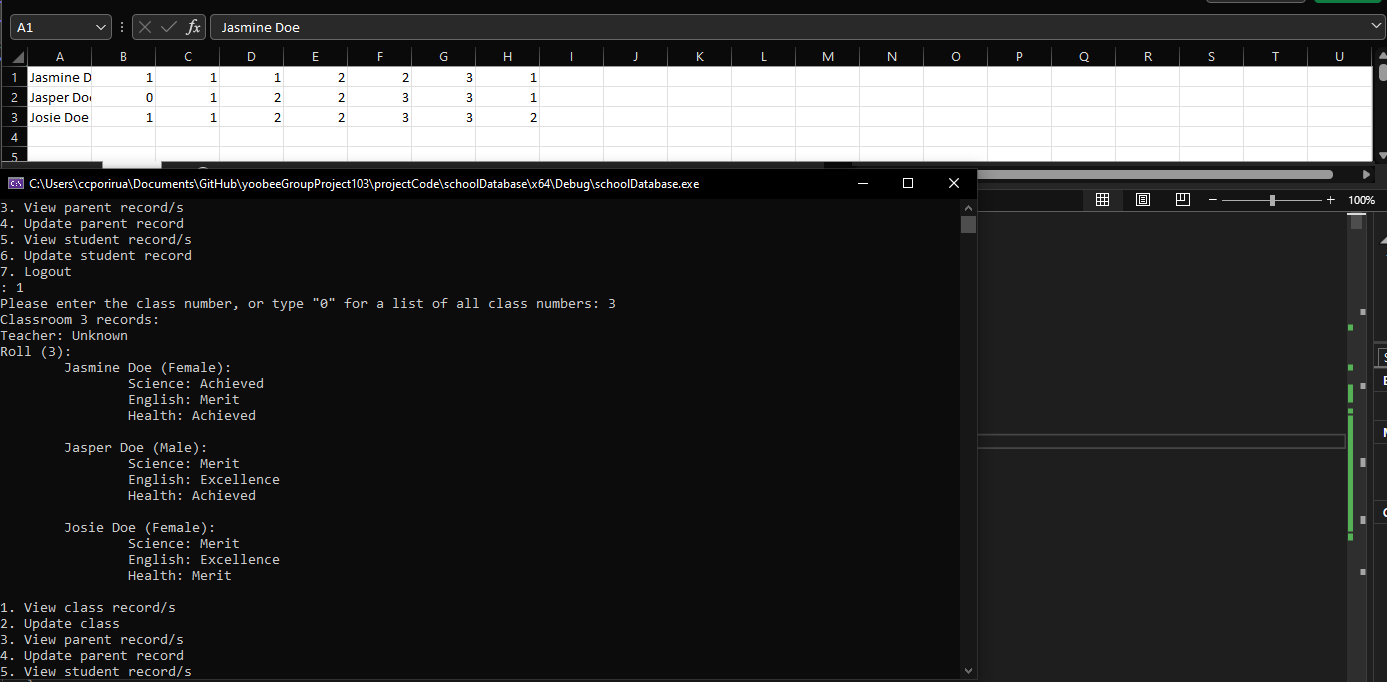 A1
fx
Jasmine Doe
A B C D E F G H I J K L M N O P Q R S T U
1 Jasmine D 1 1 1 2 2 3 1
2 Jasper Do 0 1 2 2 3 3 1
3 Josie Doe 1 1 2 2 3 3 2
4
5
C:\Users\ccporirua\Documents\GitHub\yoobeeGroupProject103\projectCode\schoolDatabase\x64\Debug\schoolDatabase.exe
100%
3. View parent record/s
4. Update parent record
5. View student record/s
6. Update student record
7. Logout
: 1
Please enter the class number, or type "0" for a list of all class numbers: 3
Classroom 3 records:
Teacher: Unknown
Roll (3):
Jasmine Doe (Female):
Science: Achieved
English: Merit
Health: Achieved
Jasper Doe (Male):
Science: Merit
English: Excellence
Health: Achieved
Josie Doe (Female):
Science: Merit
English: Excellence
Health: Merit
1. View class record/s
2. Update class
3. View parent record/s
4. Update parent record
5. View student record/s